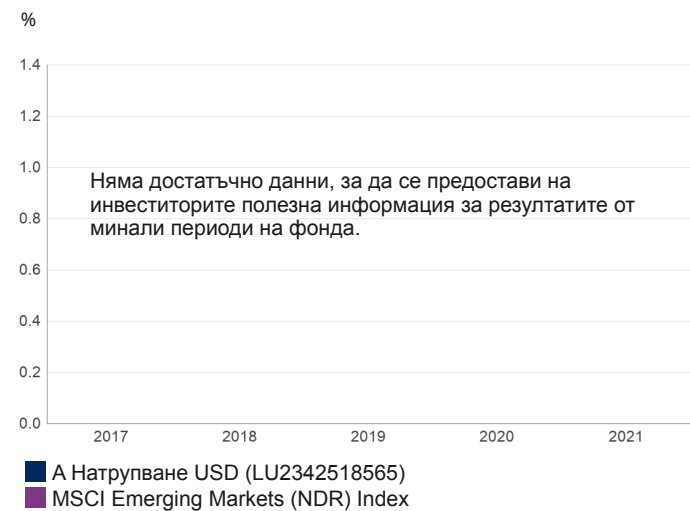 %
1.4
1.2
1.0
Няма достатъчно данни, за да се предостави на
инвеститорите полезна информация за резултатите от
минали периоди на фонда.
0.8
0.6
0.4
0.2
0.0
2017 2018 2019 2020 2021
A Натрупване USD (LU2342518565)
MSCI Emerging Markets (NDR) Index